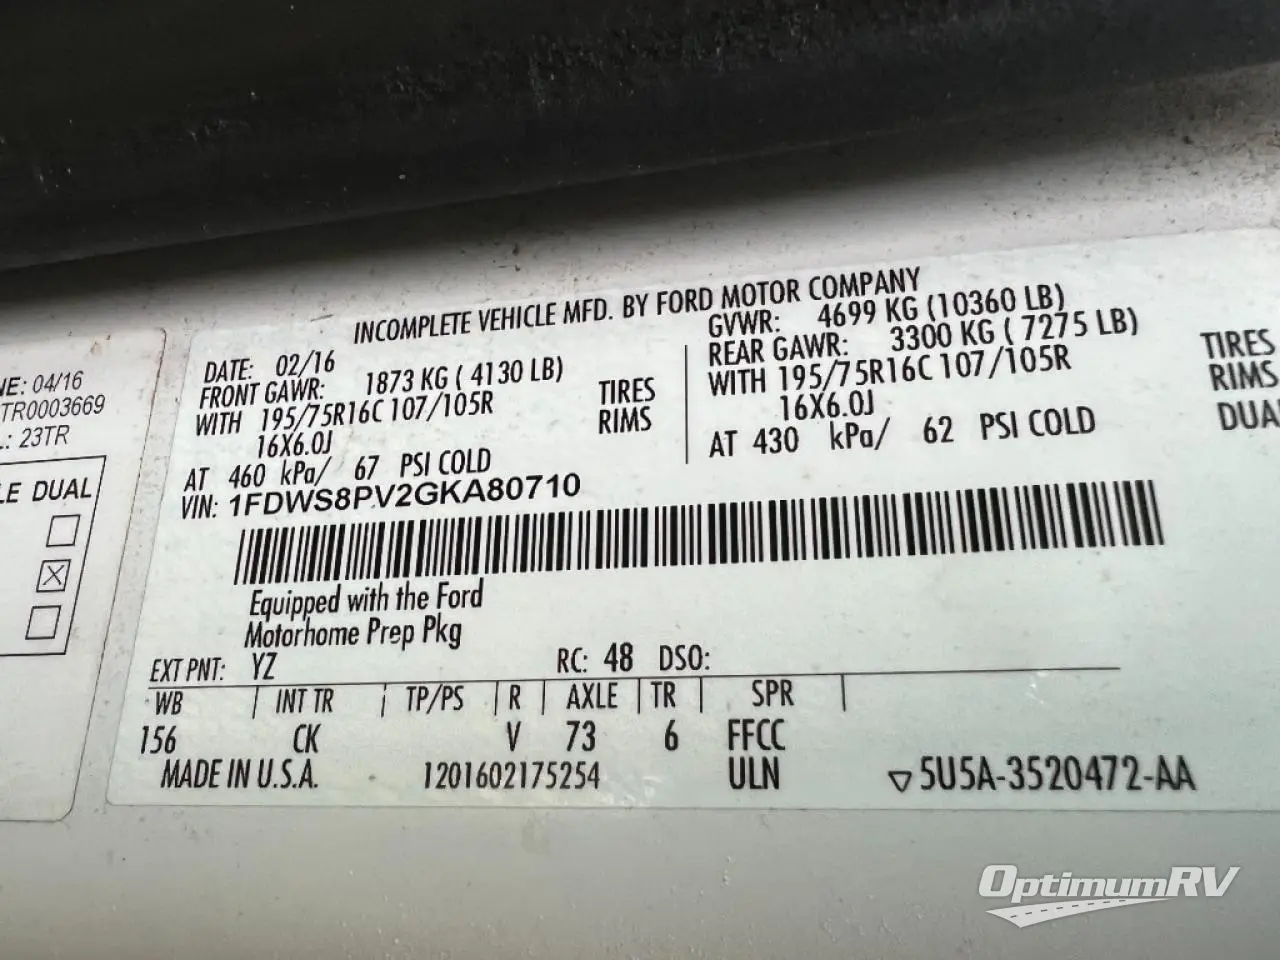 NE: 04/16
TR0003669
L: 23TR
LE DUAL
INCOMPLETE VEHICLE MFD. BY FORD MOTOR COMPANY
DATE: 02/16
FRONT GAWR: 1873 KG ( 4130 LB)
WITH 195/75R16C 107/105R TIRES
16X6.0J RIMS
AT 460 kPa/ 67 PSI COLD
GVWR: 4699 KG (10360 LB)
REAR GAWR: 3300 KG ( 7275 LB)
WITH 195/75R16C 107/105R TIRES
16X6.0J RIMS
AT 430 kPa/ 62 PSI COLD DUAL
VIN: 1FDWS8PV2GKA80710
Equipped with the Ford
Motorhome Prep Pkg
EXT PNT: YZ RC: 48 DSO:
WB INT TR TP/PS R AXLE TR SPR
156 CK V 73 6 FFCC
MADE IN U.S.A. 1201602175254 ULN 5U5A-3520472-AA
OptimumRV